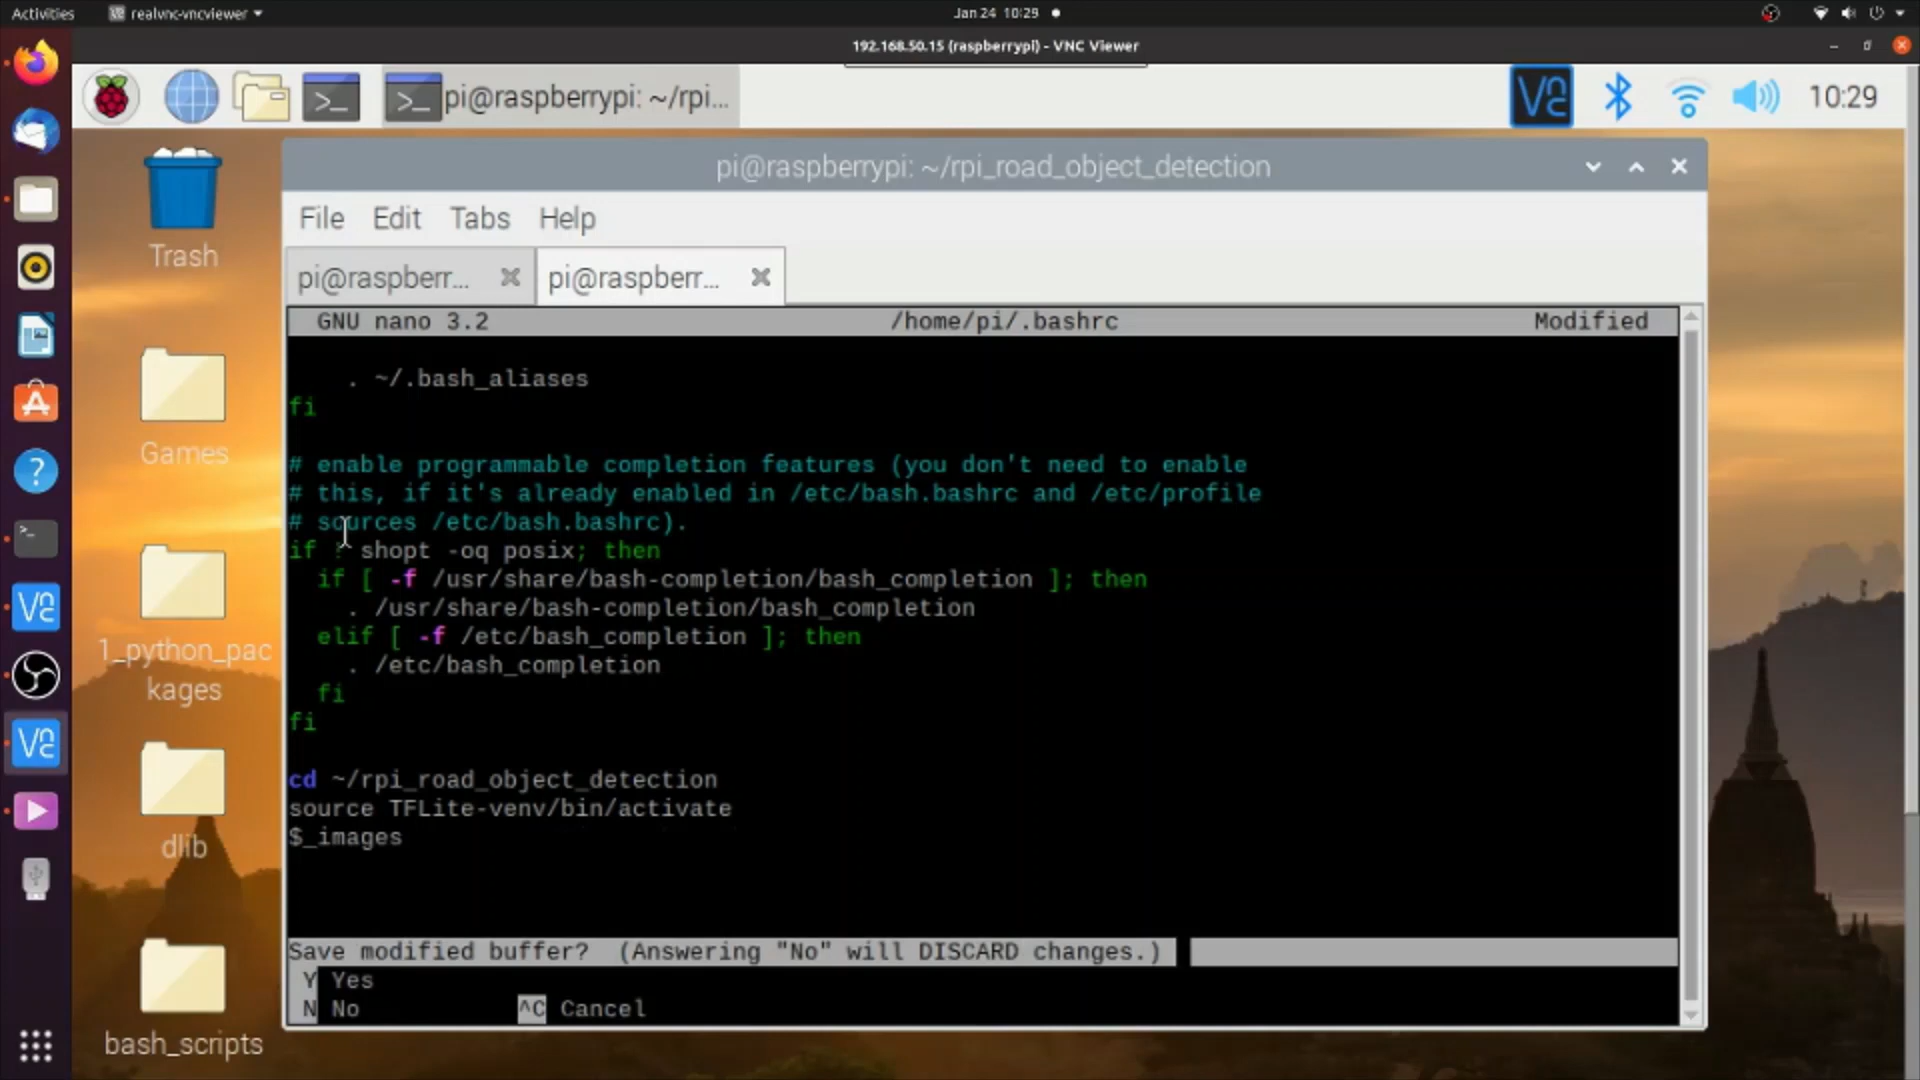 Activities
realvnc-vncviewer
Jan 24 10:29
192.168.50.15 (raspberrypi) - VNC Viewer
pi@raspberrypi: ~/rpi...
10:29
pi@raspberrypi: ~/rpi_road_object_detection
File Edit Tabs Help
pi@raspberr...
pi@raspberr...
GNU nano 3.2 /home/pi/.bashrc Modified
. ~/.bash_aliases
fi
# enable programmable completion features (you don't need to enable
# this, if it's already enabled in /etc/bash.bashrc and /etc/profile
# sources /etc/bash.bashrc).
if ! shopt -oq posix; then
if [ -f /usr/share/bash-completion/bash_completion ]; then
. /usr/share/bash-completion/bash_completion
elif [ -f /etc/bash_completion ]; then
. /etc/bash_completion
fi
fi
cd ~/rpi_road_object_detection
source TFLite-venv/bin/activate
$_images
Save modified buffer? (Answering "No" will DISCARD changes.)
Y Yes
N No ^C Cancel
Trash
Games
1_python_pac
kages
dlib
bash_scripts